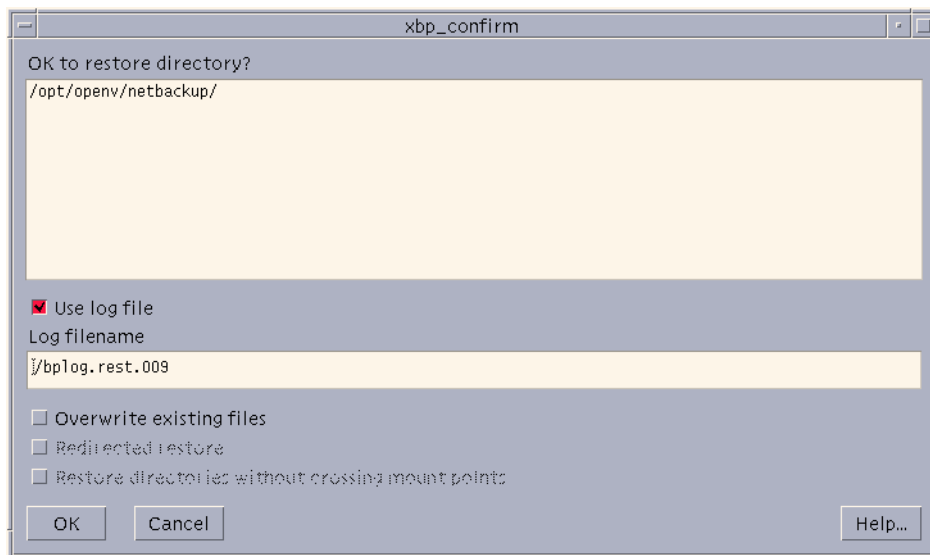 xbp_confirm
OK to restore directory?
/opt/openv/netbackup/
Use log file
Log filename
/bplog.rest.009
Overwrite existing files
Redirected restore
Restore directories without crossing mount points
OK Cancel Help...